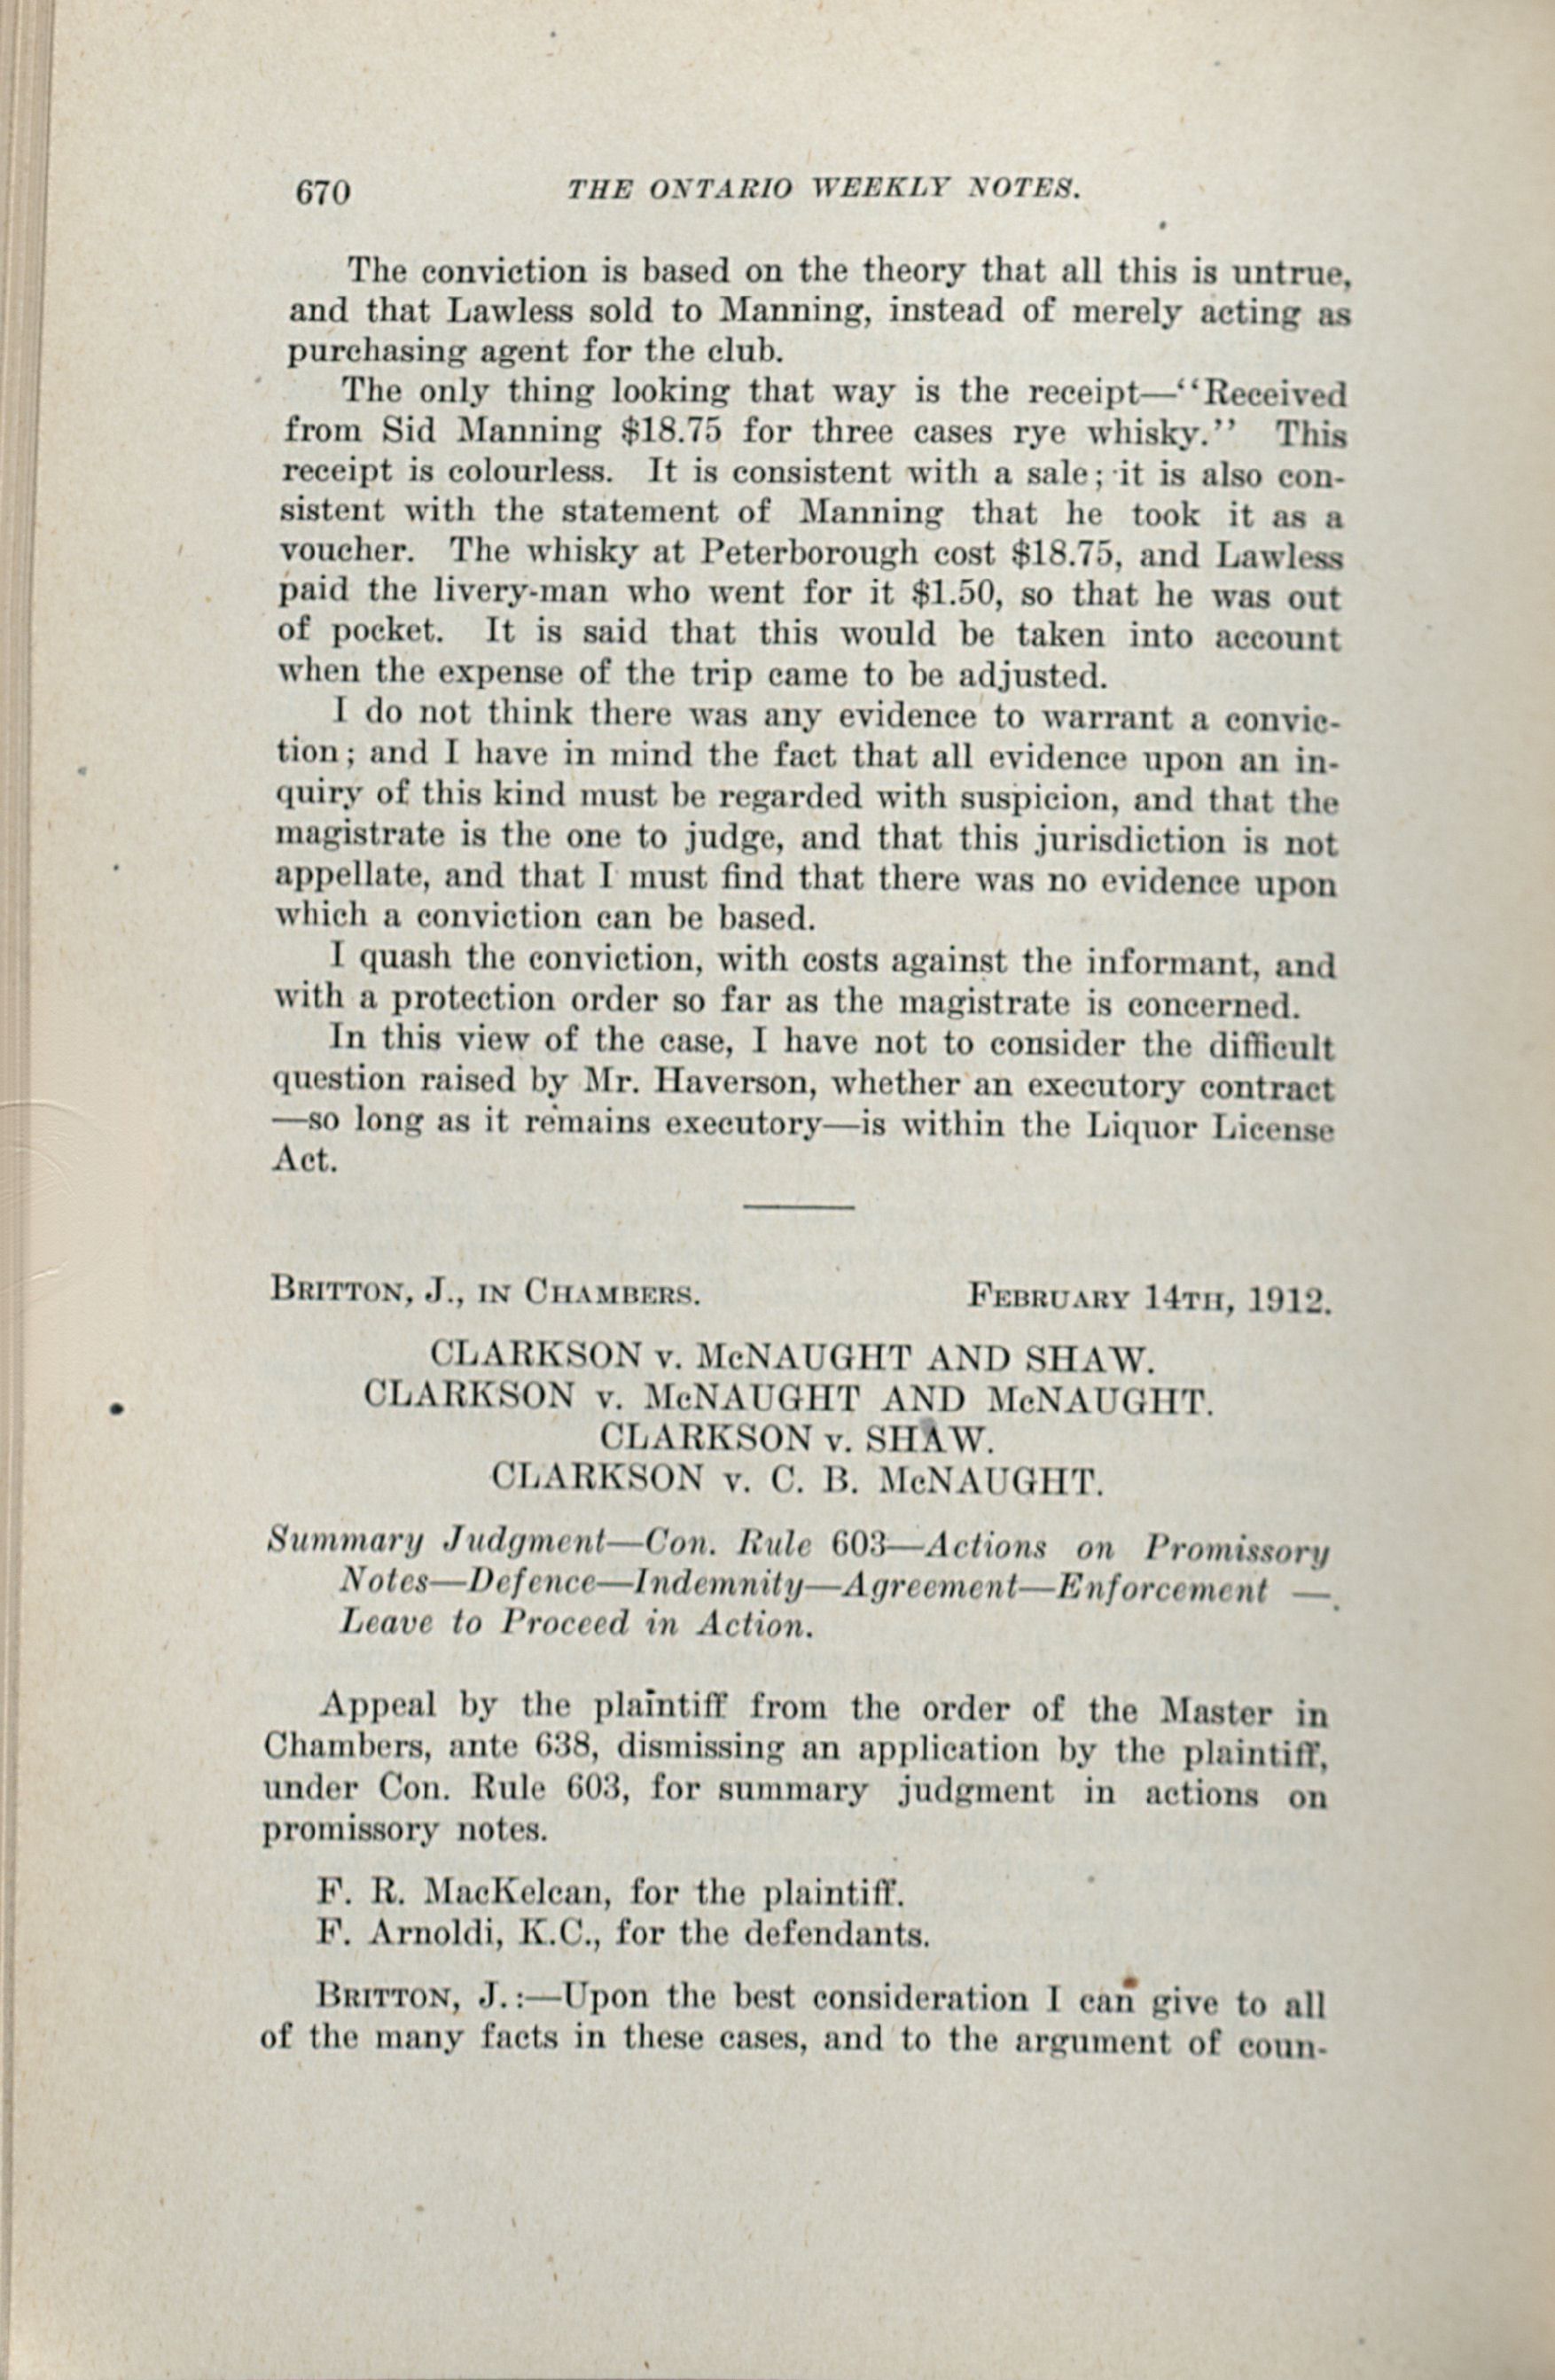 670
THE ONTARIO WEEKLY NOTES.
The conviction is based on the theory that all this is untrue,
and that Lawless sold to Manning, instead of merely acting as
purchasing agent for the club.
The only thing looking that way is the receipt—“Received
from Sid Manning $18.75 for three cases rye whisky.” This
receipt is colourless. It is consistent with a sale; it is also con-
sistent with the statement of Manning that he took it as a
voucher. The whisky at Peterborough cost $18.75, and Lawless
paid the livery-man who went for it $1.50, so that he was out
of pocket. It is said that this would be taken into account
when the expense of the trip came to be adjusted.
I do not think there was any evidence to warrant a convic-
tion; and I have in mind the fact that all evidence upon an in-
quiry of this kind must be regarded with suspicion, and that the
magistrate is the one to judge, and that this jurisdiction is not
appellate, and that I must find that there was no evidence upon
which a conviction can be based.
I quash the conviction, with costs against the informant, and
with a protection order so far as the magistrate is concerned.
In this view of the case, I have not to consider the difficult
question raised by Mr. Haverson, whether an executory contract
—so long as it remains executory—is within the Liquor License
Act.
BRITTON, J., IN CHAMBERS. FEBRUARY 14TH, 1912.
CLARKSON v. McNAUGHT AND SHAW.
CLARKSON v. McNAUGHT AND McNAUGHT.
CLARKSON v. SHAW.
CLARKSON v. C. B. McNAUGHT.
Summary Judgment—Con. Rule 603—Actions on Promissory
Notes—Defence—Indemnity—Agreement—Enforcement —
Leave to Proceed in Action.
Appeal by the plaintiff from the order of the Master in
Chambers, ante 638, dismissing an application by the plaintiff,
under Con. Rule 603, for summary judgment in actions on
promissory notes.
F. R. MacKelcan, for the plaintiff.
F. Arnoldi, K.C., for the defendants.
BRITTON, J.:—Upon the best consideration I can give to all
of the many facts in these cases, and to the argument of coun-